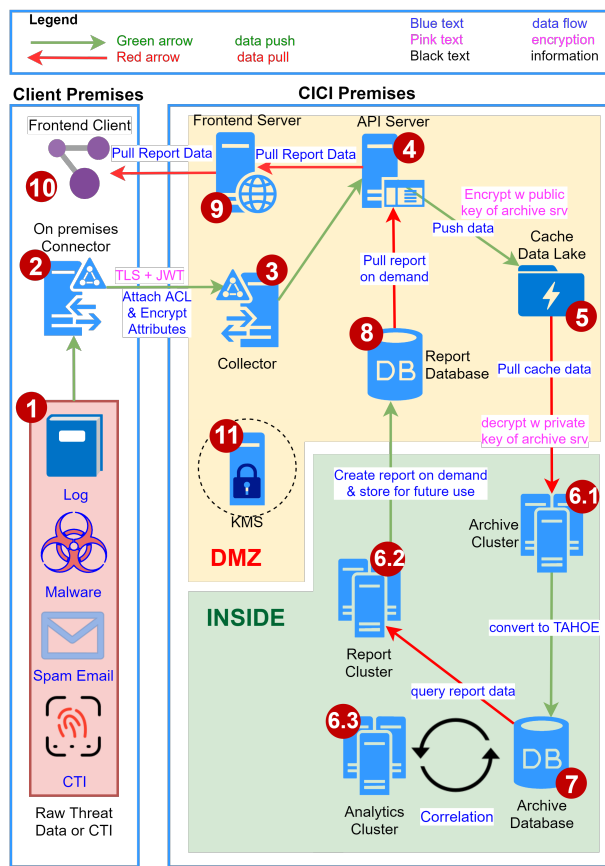 Legend
Green arrow data push
Red arrow data pull
Blue text data flow
Pink text encryption
Black text information
Client Premises
CICI Premises
Frontend Client
10
On premises
Connector
2
1
Log
Malware
Spam Email
CTI
Raw Threat
Data or CTI
TLS + JWT
Attach ACL
& Encrypt
Attributes
Pull Report Data
Frontend Server
9
Pull Report Data
API Server
4
3
Collector
Encrypt w public
key of archive srv
Push data
Cache
Data Lake
5
Pull report
on demand
8
DB
Report
Database
Pull cache data
decrypt w private
key of archive srv
11
KMS
DMZ
Create report on demand
& store for future use
INSIDE
6.1
Archive
Cluster
6.2
Report
Cluster
convert to TAHOE
query report data
6.3
Analytics
Cluster
Correlation
DB
7
Archive
Database